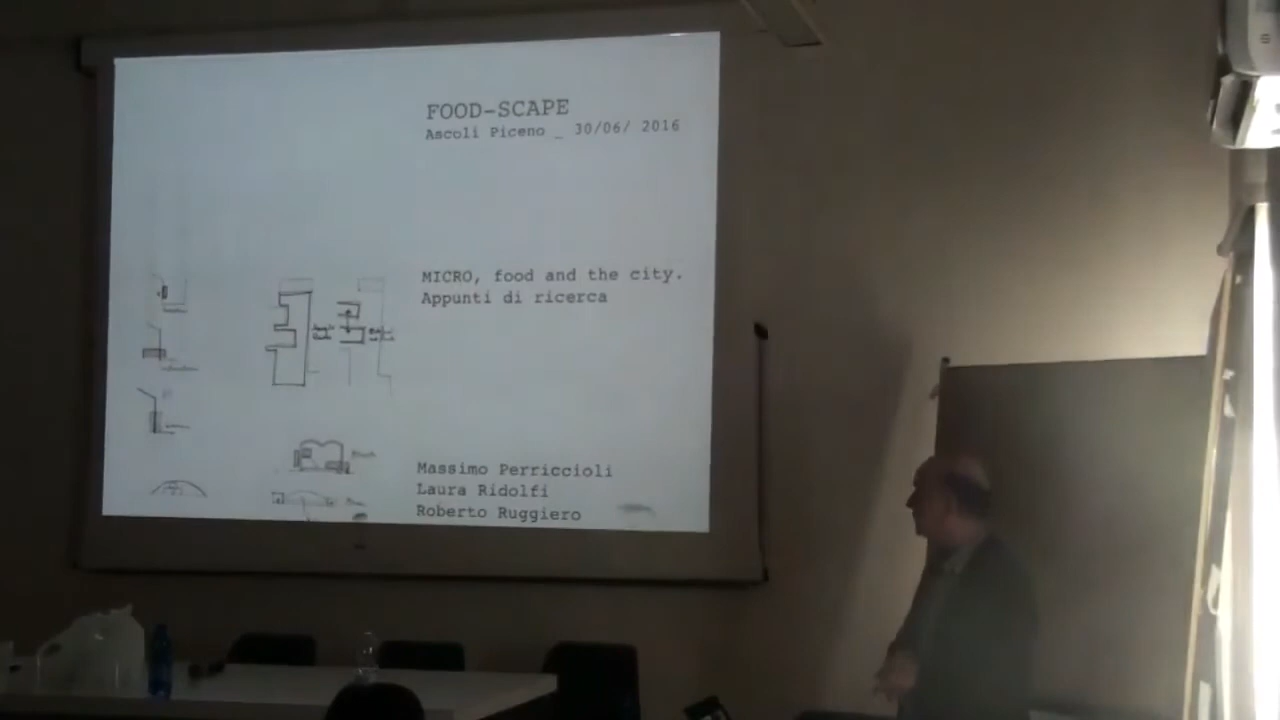 FOOD-SCAPE
Ascoli Piceno _ 30/06/ 2016
MICRO, food and the city.
Appunti di ricerca
Massimo Perriccioli
Laura Ridolfi
Roberto Ruggiero